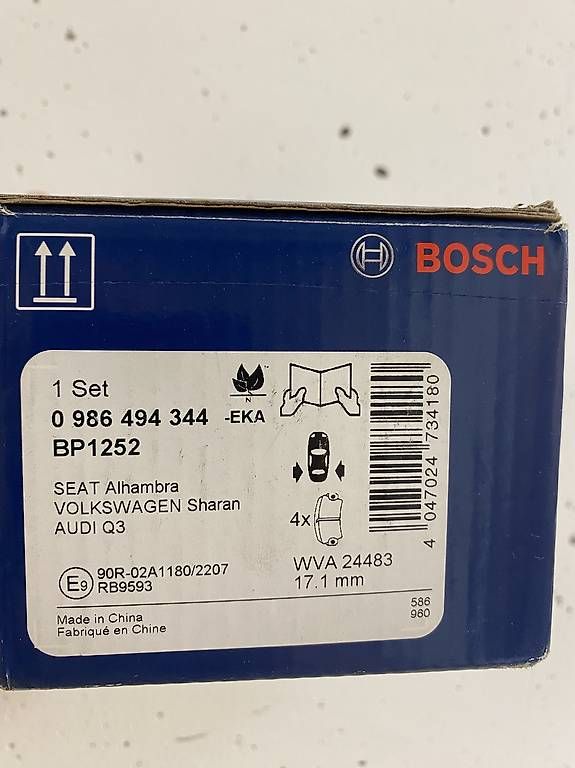 BOSCH
1 Set
0 986 494 344 -EKA
BP1252
N
SEAT Alhambra
VOLKSWAGEN Sharan
AUDI Q3
4x
WVA 24483
17.1 mm
E9 90R-02A1180/2207
RB9593
4 047024 734180
Made in China
Fabriqué en Chine
586
960